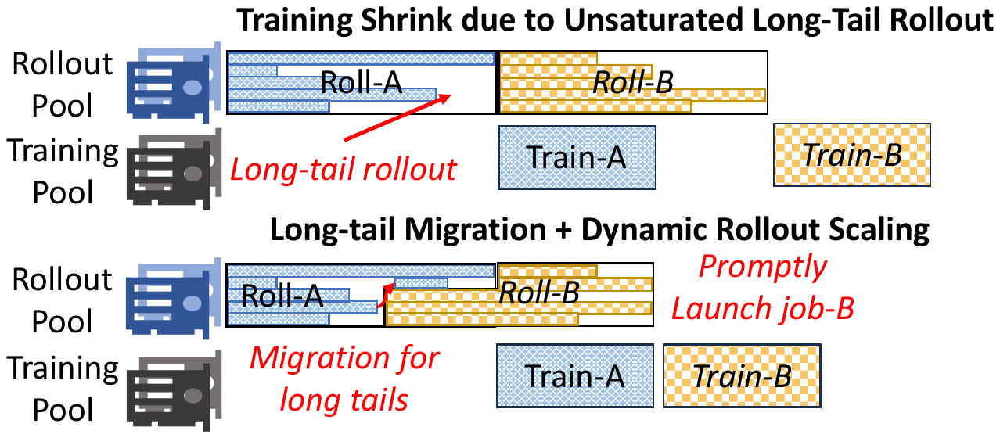 Training Shrink due to Unsaturated Long-Tail Rollout
Rollout
Pool
Roll-A
Roll-B
Training
Pool
Long-tail rollout
Train-A
Train-B
Long-tail Migration + Dynamic Rollout Scaling
Rollout
Pool
Roll-A
Roll-B
Promptly
Launch job-B
Training
Pool
Migration for
long tails
Train-A
Train-B